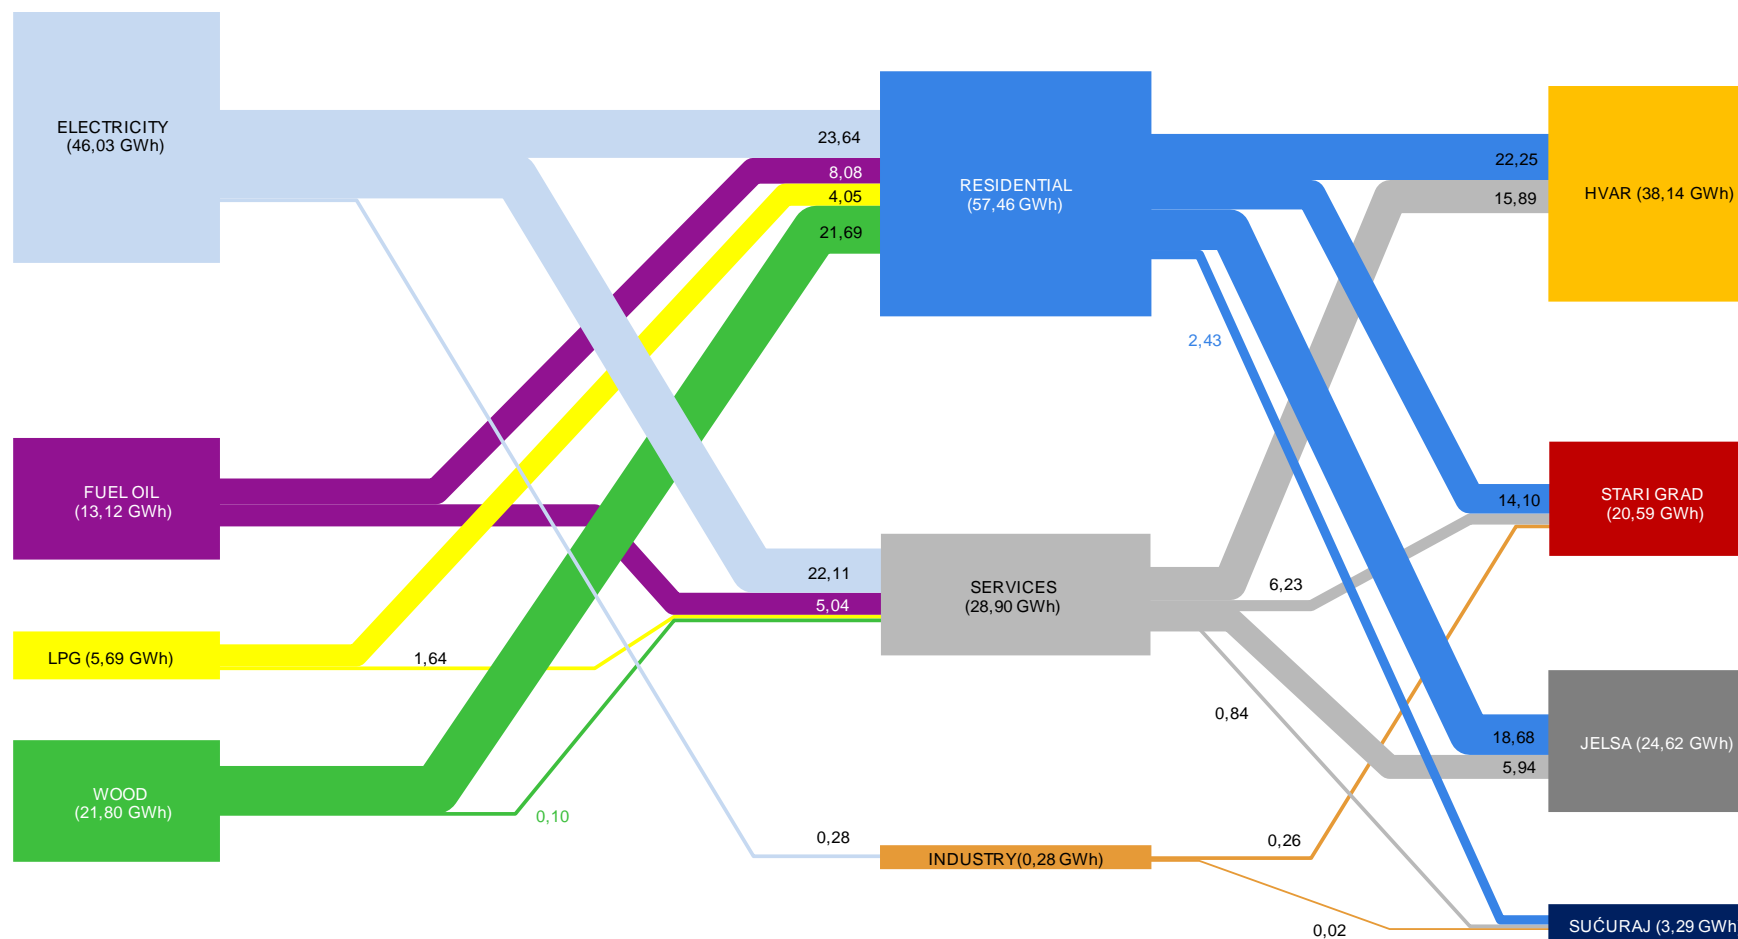 ELECTRICITY
(46,03 GWh)
23,64
8,08
4,05
21,69
RESIDENTIAL
(57,46 GWh)
22,25
15,89
HVAR (38,14 GWh)
2,43
FUEL OIL
(13,12 GWh)
14,10
STARI GRAD
(20,59 GWh)
22,11
5,04
SERVICES
(28,90 GWh)
6,23
LPG (5,69 GWh)
1,64
0,84
18,68
5,94
JELSA (24,62 GWh)
WOOD
(21,80 GWh)
0,10
0,28
INDUSTRY(0,28 GWh)
0,26
0,02
SUĆURAJ (3,29 GWh